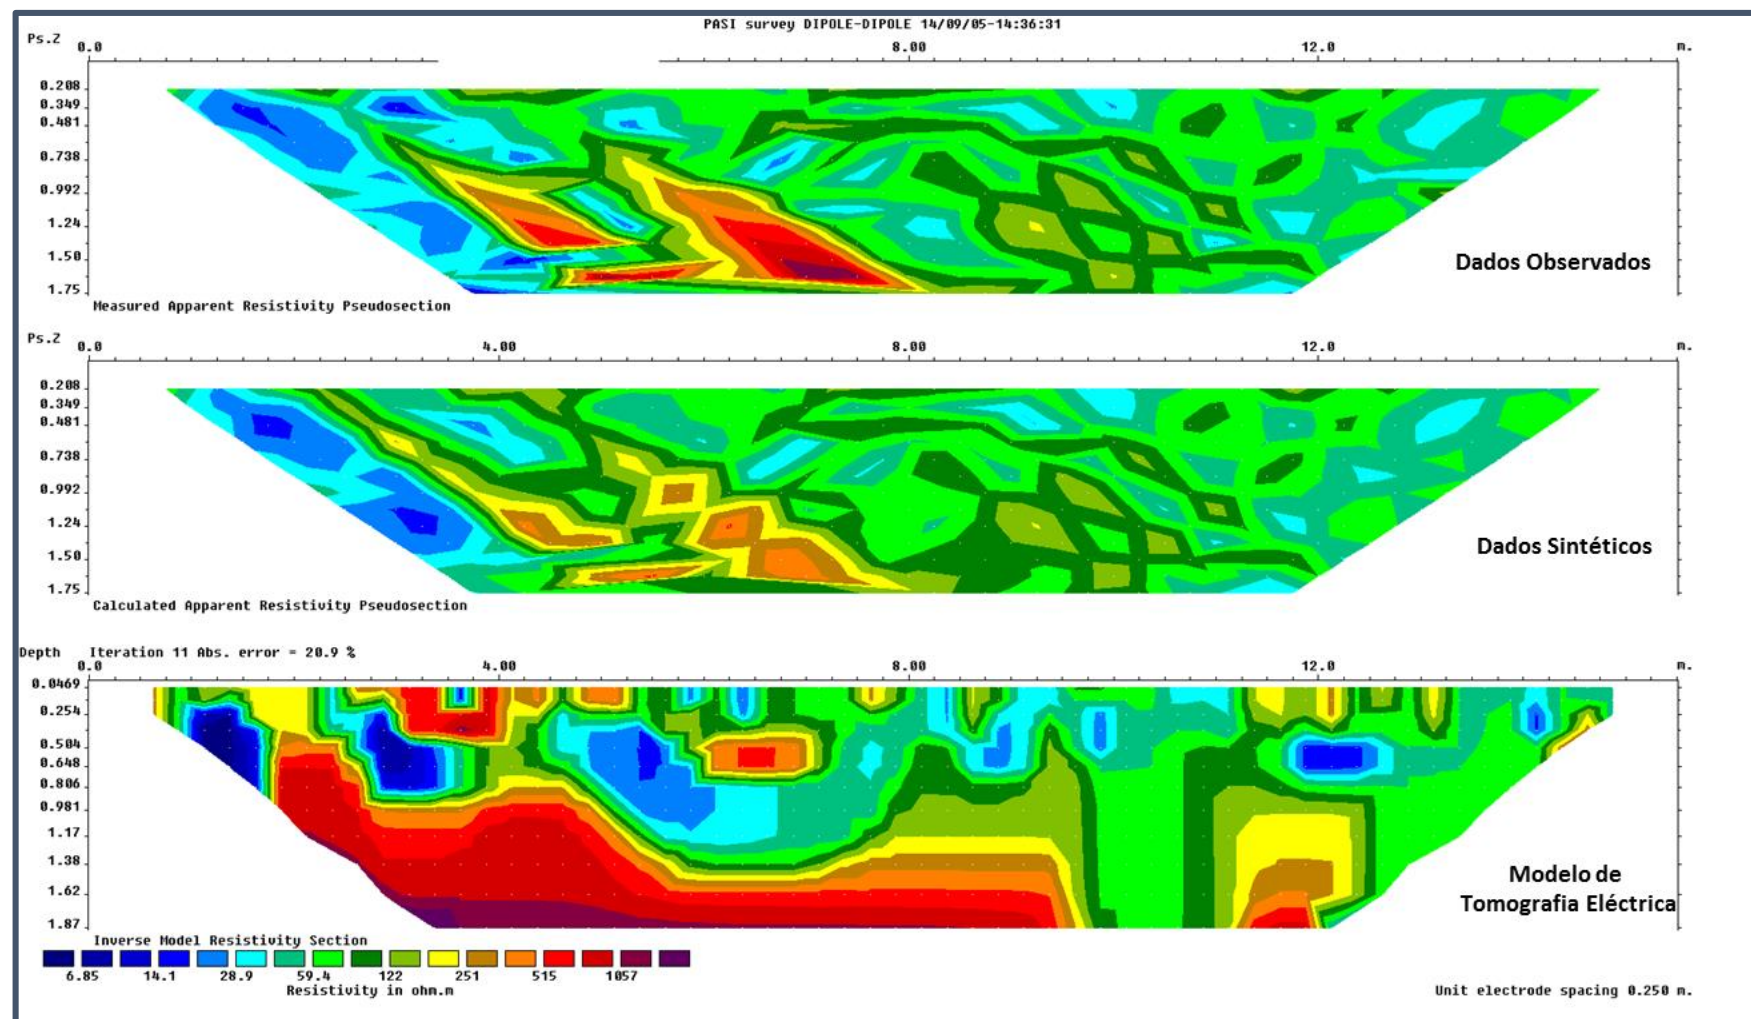 PASI survey DIPOLE-DIPOLE 14/09/05-14:36:31
Ps.Z 0.0 8.00 12.0 m.
0.208
0.349
0.481
0.738
0.992
1.24
1.50
1.75
Dados Observados
Measured Apparent Resistivity Pseudosection
Ps.Z 0.0 4.00 8.00 12.0 m.
0.208
0.349
0.481
0.738
0.992
1.24
1.50
1.75
Dados Sintéticos
Calculated Apparent Resistivity Pseudosection
Depth Iteration 11 Abs. error = 20.9 %
0.0 4.00 8.00 12.0 m.
0.0469
0.254
0.504
0.648
0.806
0.981
1.17
1.38
1.62
1.87
Modelo de
Tomografia Eléctrica
Inverse Model Resistivity Section
6.85 14.1 28.9 59.4 122 251 515 1057
Resistivity in ohm.m
Unit electrode spacing 0.250 m.